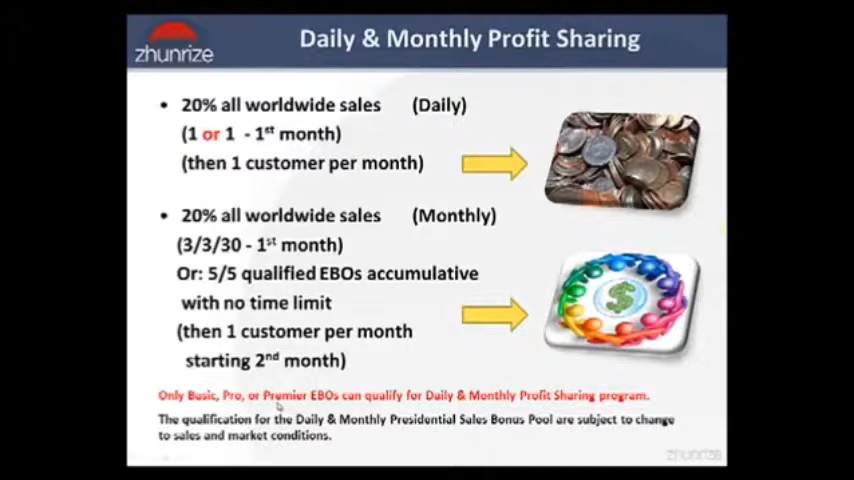 zhunrize
Daily & Monthly Profit Sharing
• 20% all worldwide sales (Daily)
(1 or 1 - 1st month)
(then 1 customer per month)
• 20% all worldwide sales (Monthly)
(3/3/30 - 1st month)
Or: 5/5 qualified EBOs accumulative
with no time limit
(then 1 customer per month
starting 2nd month)
Only Basic, Pro, or Premier EBOs can qualify for Daily & Monthly Profit Sharing program.
The qualification for the Daily & Monthly Presidential Sales Bonus Pool are subject to change
to sales and market conditions.
zhunrize